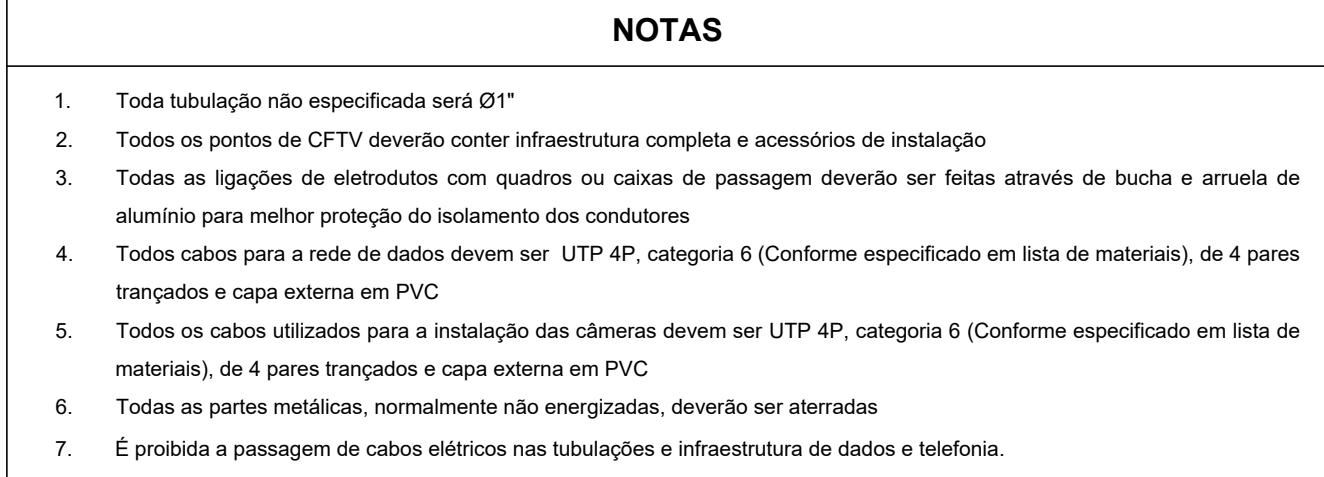 NOTAS
1. Toda tubulação não especificada será Ø1"
2. Todos os pontos de CFTV deverão conter infraestrutura completa e acessórios de instalação
3. Todas as ligações de eletrodutos com quadros ou caixas de passagem deverão ser feitas através de bucha e arruela de
alumínio para melhor proteção do isolamento dos condutores
4. Todos cabos para a rede de dados devem ser UTP 4P, categoria 6 (Conforme especificado em lista de materiais), de 4 pares
trançados e capa externa em PVC
5. Todos os cabos utilizados para a instalação das câmeras devem ser UTP 4P, categoria 6 (Conforme especificado em lista de
materiais), de 4 pares trançados e capa externa em PVC
6. Todas as partes metálicas, normalmente não energizadas, deverão ser aterradas
7. É proibida a passagem de cabos elétricos nas tubulações e infraestrutura de dados e telefonia.